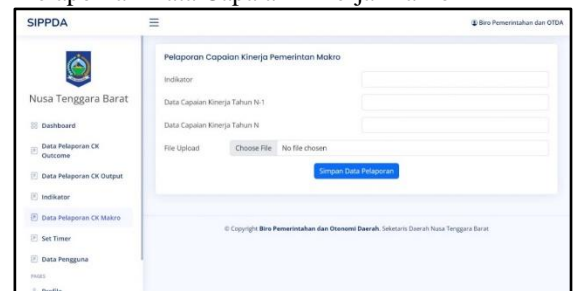 SIPPDA
Biro Pemerintahan dan OTDA
Nusa Tenggara Barat
Dashboard
Data Pelaporan CK
Outcome
Data Pelaporan CK Output
Indikator
Data Pelaporan CK Makro
Set Timer
Data Pengguna
PAGES
Pelaporan Capaian Kinerja Pemerintan Makro
Indikator
Data Capaian Kinerja Tahun N-1
Data Capaian Kinerja Tahun N
File Upload
Choose File No file chosen
Simpan Data Pelaporan
© Copyright Biro Pemerintahan dan Otonomi Daerah. Seketaris Daerah Nusa Tenggara Barat